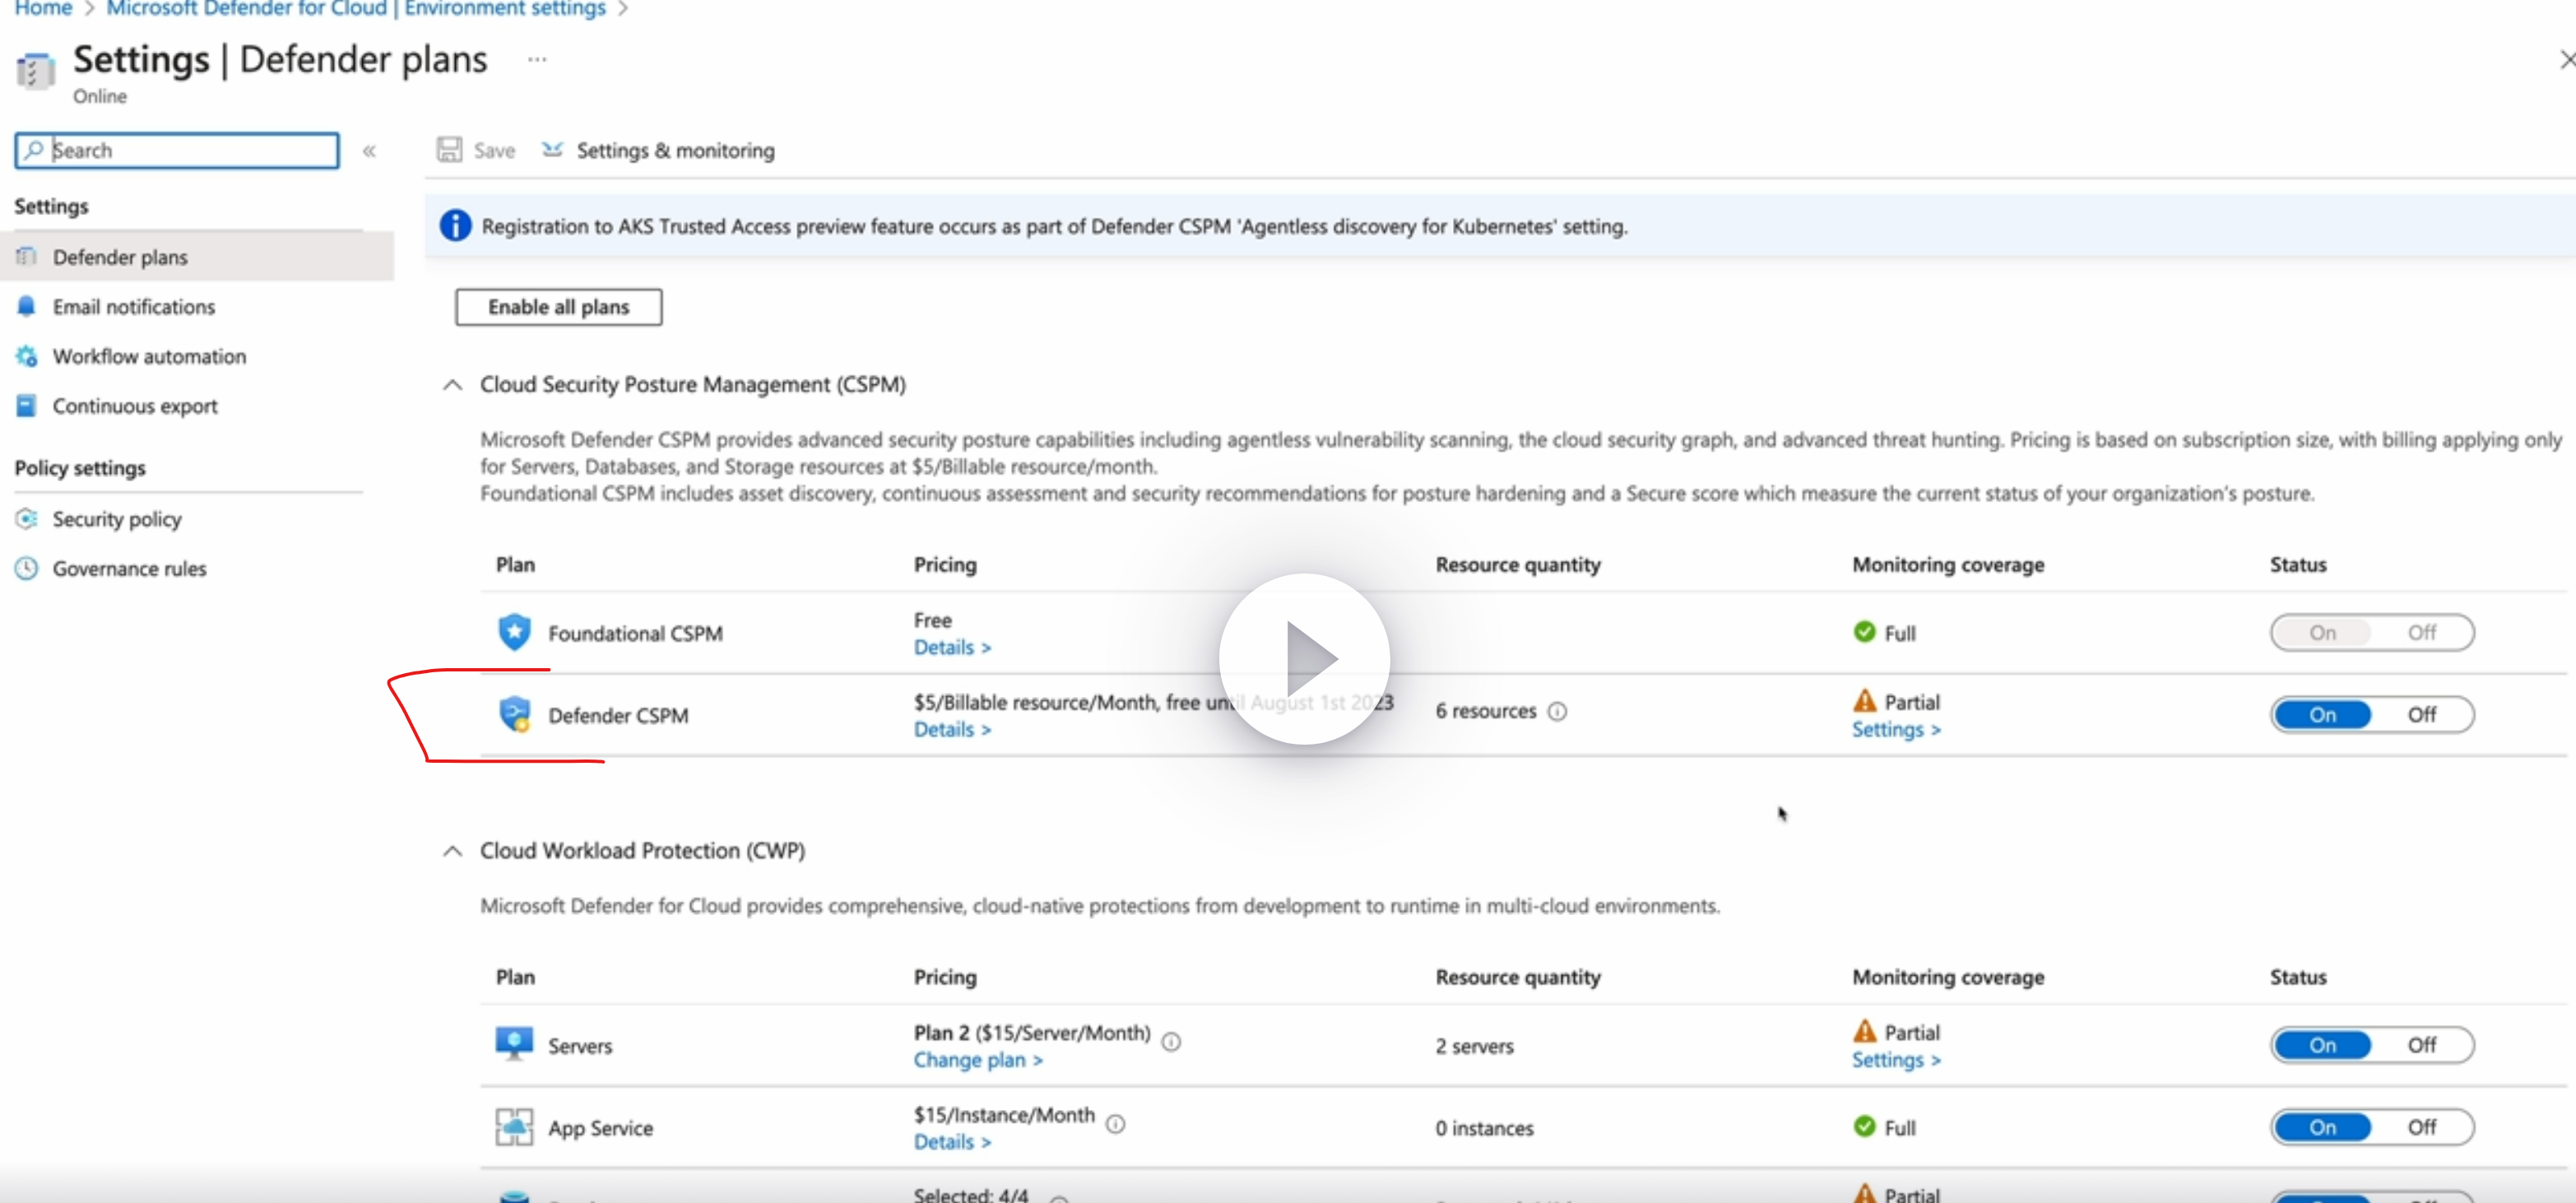 Home > Microsoft Defender for Cloud | Environment settings >
Settings | Defender plans ...
Online
Search
«
Save
Settings & monitoring
Settings
Defender plans
Email notifications
Workflow automation
Continuous export
Policy settings
Security policy
Governance rules
Registration to AKS Trusted Access preview feature occurs as part of Defender CSPM 'Agentless discovery for Kubernetes' setting.
Enable all plans
Cloud Security Posture Management (CSPM)
Microsoft Defender CSPM provides advanced security posture capabilities including agentless vulnerability scanning, the cloud security graph, and advanced threat hunting. Pricing is based on subscription size, with billing applying only
for Servers, Databases, and Storage resources at $5/Billable resource/month.
Foundational CSPM includes asset discovery, continuous assessment and security recommendations for posture hardening and a Secure score which measure the current status of your organization's posture.
Plan Pricing Resource quantity Monitoring coverage Status
Foundational CSPM
Free
Details >
Full
On Off
Defender CSPM
$5/Billable resource/Month, free until August 1st 2023
Details >
6 resources
Partial
Settings >
On Off
Cloud Workload Protection (CWP)
Microsoft Defender for Cloud provides comprehensive, cloud-native protections from development to runtime in multi-cloud environments.
Plan Pricing Resource quantity Monitoring coverage Status
Servers
Plan 2 ($15/Server/Month)
Change plan >
2 servers
Partial
Settings >
On Off
App Service
$15/Instance/Month
Details >
0 instances
Full
On Off
Selected: 4/4
Partial